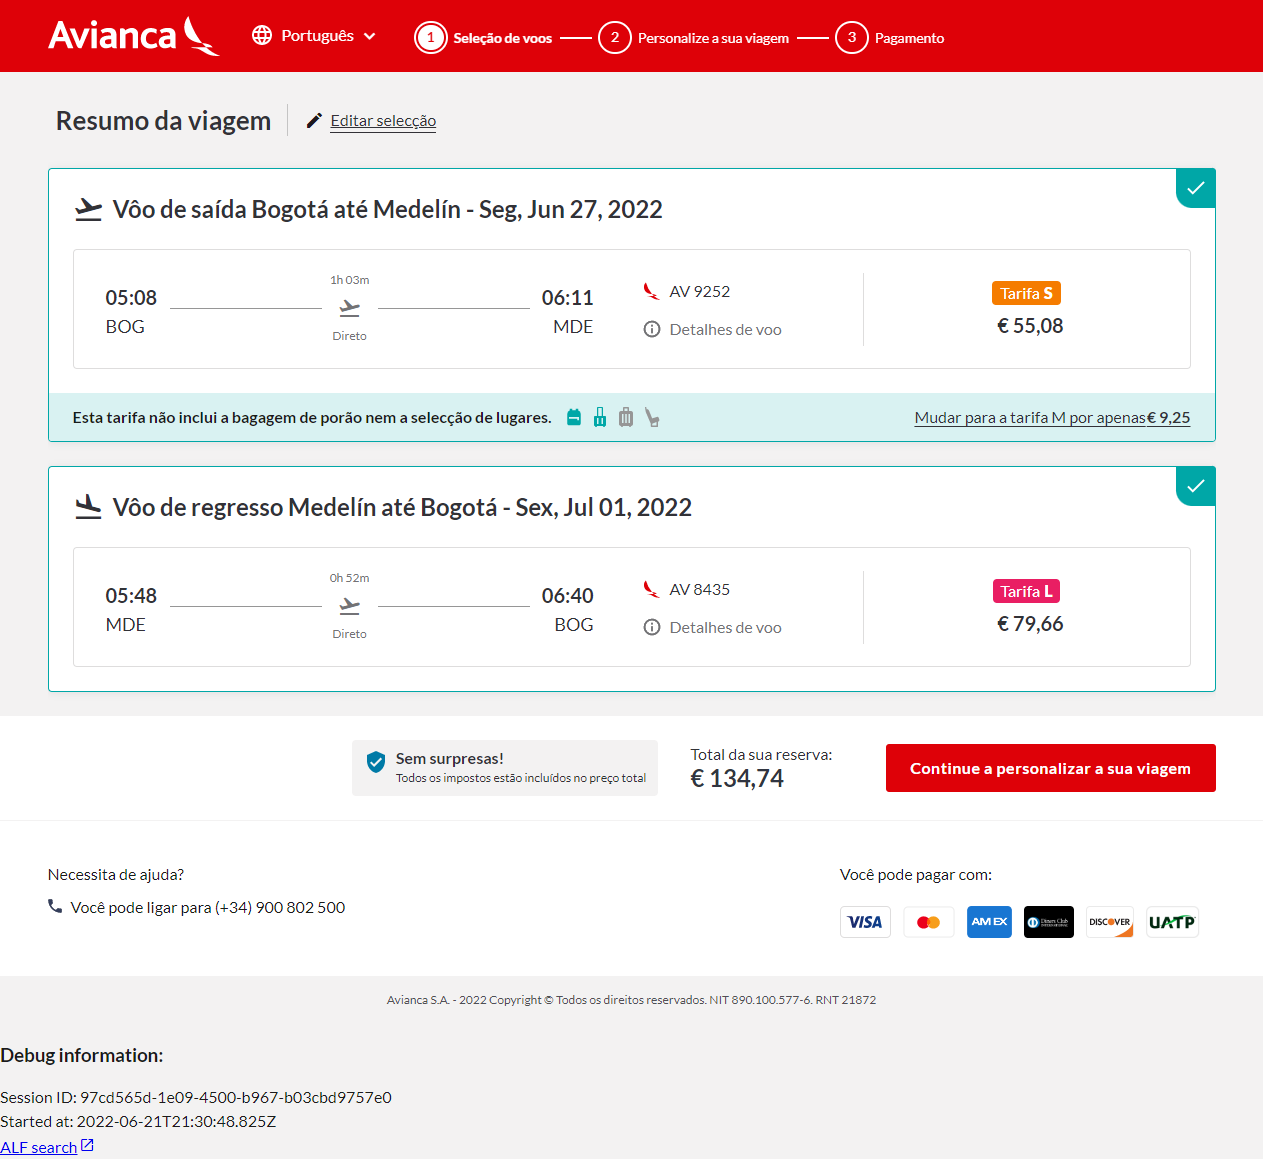 Avianca
Português
1 Seleção de voos
2 Personalize a sua viagem
3 Pagamento
Resumo da viagem
Editar selecção
Vôo de saída Bogotá até Medelín - Seg, Jun 27, 2022
05:08
BOG
1h 03m
Direto
06:11
MDE
AV 9252
Detalhes de voo
Tarifa S
€ 55,08
Esta tarifa não inclui a bagagem de porão nem a selecção de lugares.
Mudar para a tarifa M por apenas € 9,25
Vôo de regresso Medelín até Bogotá - Sex, Jul 01, 2022
05:48
MDE
0h 52m
Direto
06:40
BOG
AV 8435
Detalhes de voo
Tarifa L
€ 79,66
Sem surpresas!
Todos os impostos estão incluídos no preço total
Total da sua reserva:
€ 134,74
Continue a personalizar a sua viagem
Necessita de ajuda?
Você pode ligar para (+34) 900 802 500
Você pode pagar com:
VISA
AMEX
Diners Club
DISCOVER
UATP
Avianca S.A. - 2022 Copyright © Todos os direitos reservados. NIT 890.100.577-6. RNT 21872
Debug information:
Session ID: 97cd565d-1e09-4500-b967-b03cbd9757e0
Started at: 2022-06-21T21:30:48.825Z
ALF search